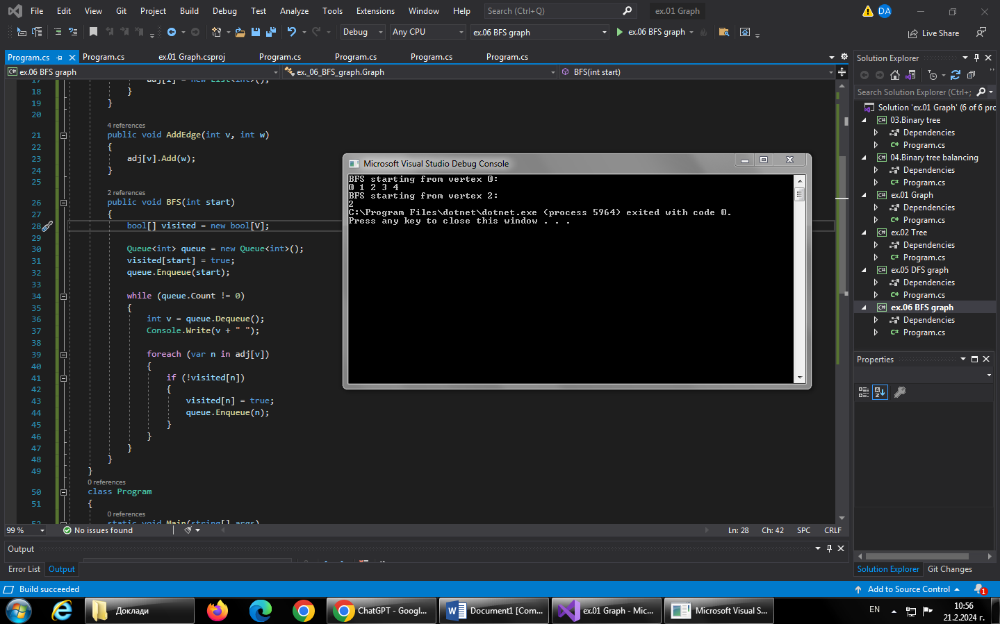 File Edit View Git Project Build Debug Test Analyze Tools Extensions Window Help Search (Ctrl+Q) ex.01 Graph DA
Debug Any CPU ex.06 BFS graph ex.06 BFS graph Live Share
Program.cs Program.cs ex.01 Graph.csproj Program.cs Program.cs Program.cs Program.cs
ex.06 BFS graph ex._06_BFS_graph.Graph BFS(int start)
17 adj[i] = new List<int>();
18 }
19 }
20
4 references
21 public void AddEdge(int v, int w)
22 {
23 adj[v].Add(w);
24 }
25
2 references
26 public void BFS(int start)
27 {
28 bool[] visited = new bool[V];
29
30 Queue<int> queue = new Queue<int>();
31 visited[start] = true;
32 queue.Enqueue(start);
33
34 while (queue.Count != 0)
35 {
36 int v = queue.Dequeue();
37 Console.Write(v + " ");
38
39 foreach (var n in adj[v])
40 {
41 if (!visited[n])
42 {
43 visited[n] = true;
44 queue.Enqueue(n);
45 }
46 }
47 }
48 }
49 }
0 references
50 class Program
51 {
0 references
52 static void Main(string[] args)
99 % No issues found Ln: 28 Ch: 42 SPC CRLF
Microsoft Visual Studio Debug Console
BFS starting from vertex 0:
0 1 2 3 4
BFS starting from vertex 2:
2
C:\Program Files\dotnet\dotnet.exe (process 5964) exited with code 0.
Press any key to close this window . . .
Solution Explorer
Search Solution Explorer (Ctrl+;
Solution 'ex.01 Graph' (6 of 6 pro
C# 03.Binary tree
Dependencies
C# Program.cs
C# 04.Binary tree balancing
Dependencies
C# Program.cs
C# ex.01 Graph
Dependencies
C# Program.cs
C# ex.02 Tree
Dependencies
C# Program.cs
C# ex.05 DFS graph
Dependencies
C# Program.cs
C# ex.06 BFS graph
Dependencies
C# Program.cs
Properties
Solution Explorer Git Changes
Output
Error List Output
Build succeeded Add to Source Control 1
Доклади ChatGPT - Googl... Document1 [Com... ex.01 Graph - Mic... Microsoft Visual S... EN 10:56
21.2.2024 г.